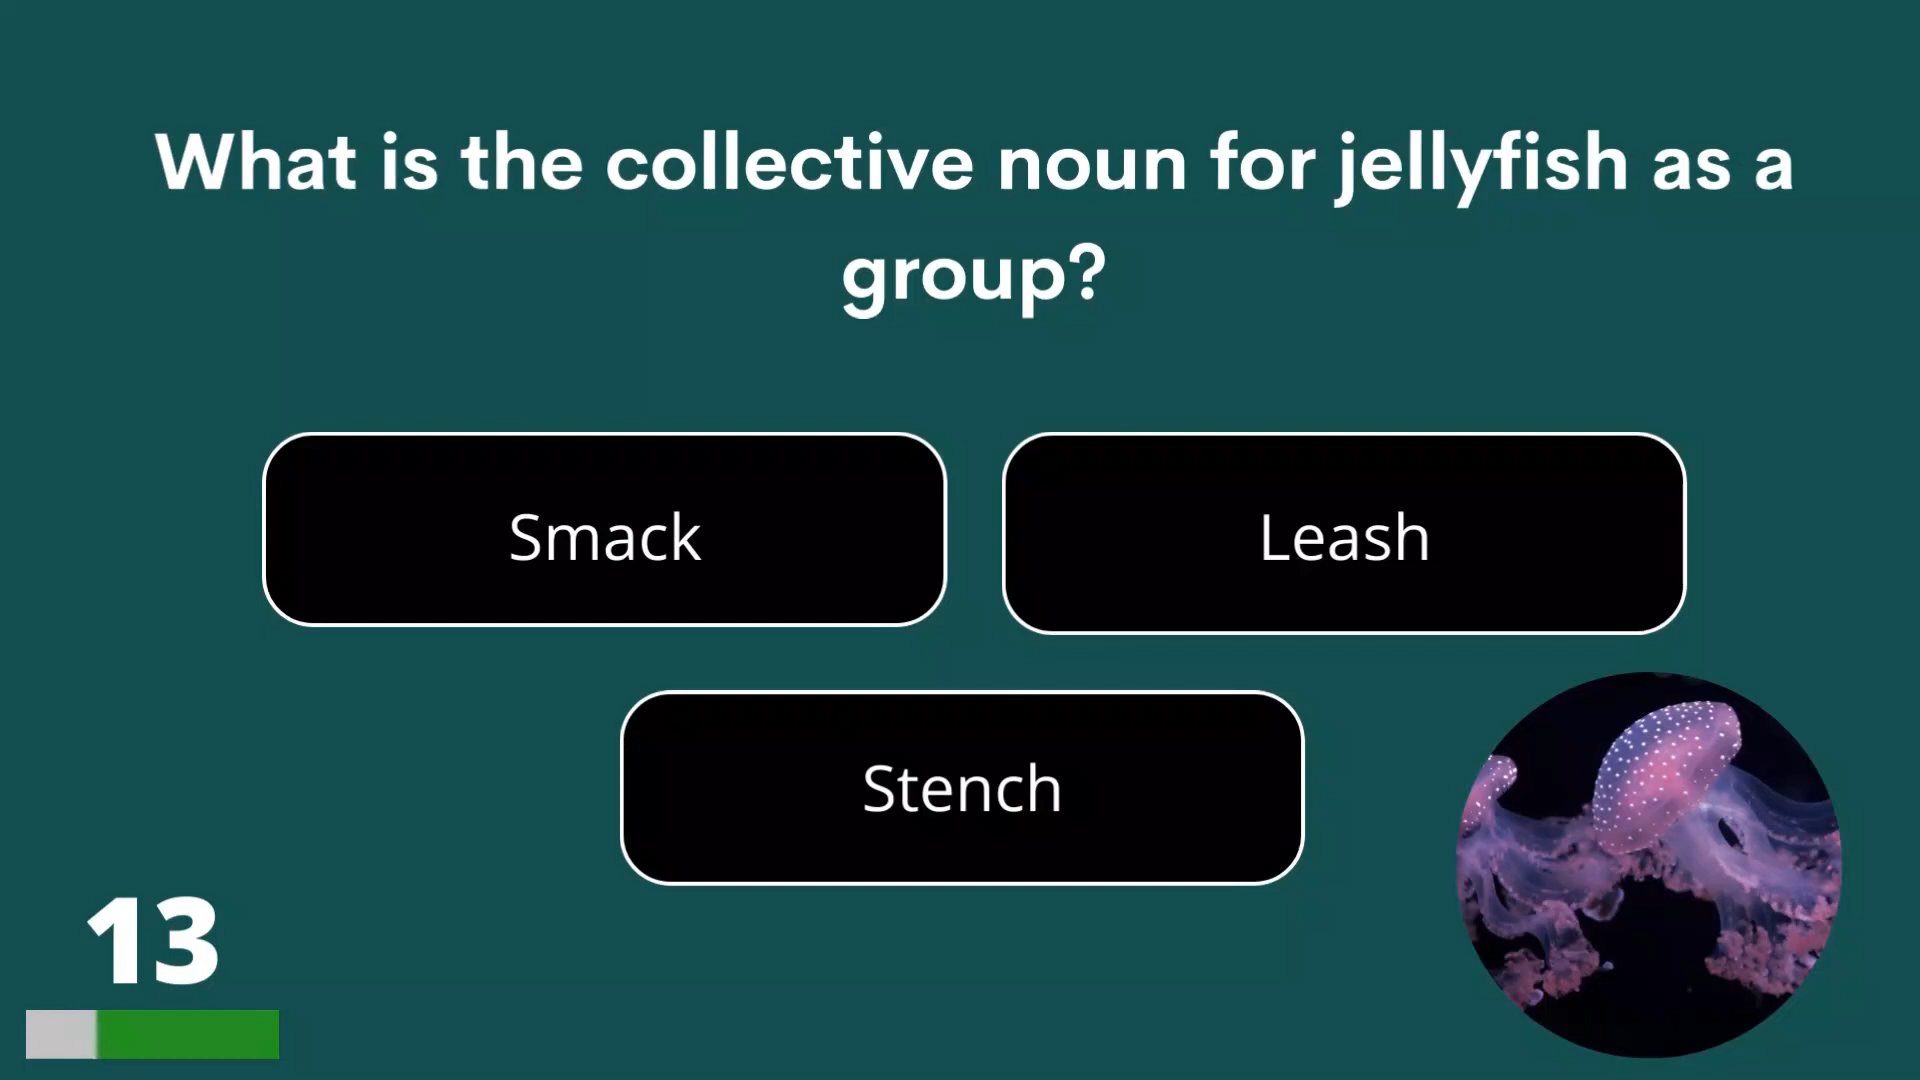 What is the collective noun for jellyfish as a
group?
Smack
Leash
Stench
13